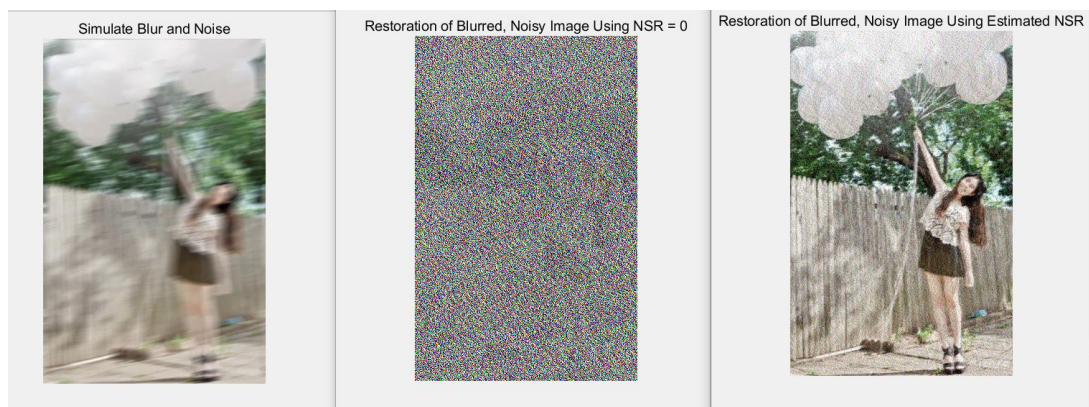 Simulate Blur and Noise
Restoration of Blurred, Noisy Image Using NSR = 0
Restoration of Blurred, Noisy Image Using Estimated NSR